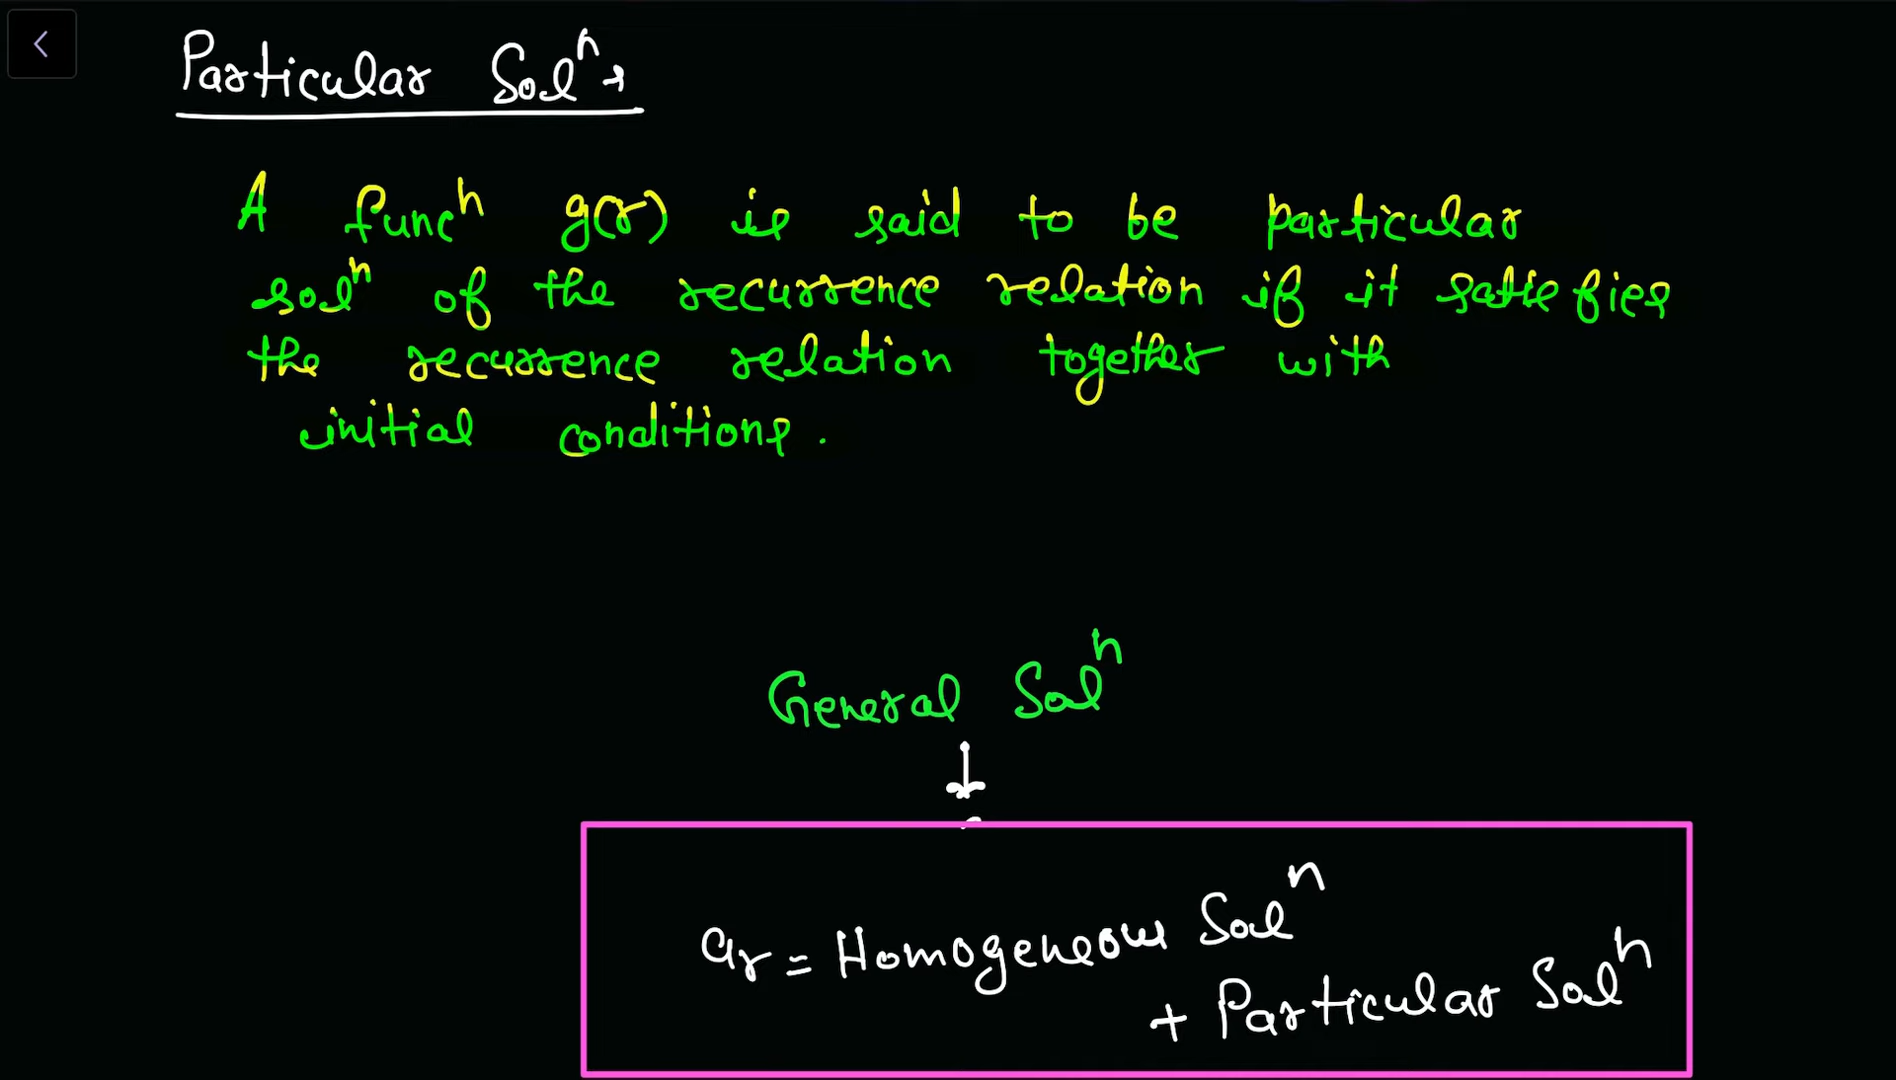 Particular Solⁿ :
A funcⁿ g(r) is said to be particular
solⁿ of the recurrence relation if it satisfies
the recurrence relation together with
initial conditions.
General Solⁿ
aᵣ = Homogeneous Solⁿ
+ Particular Solⁿ